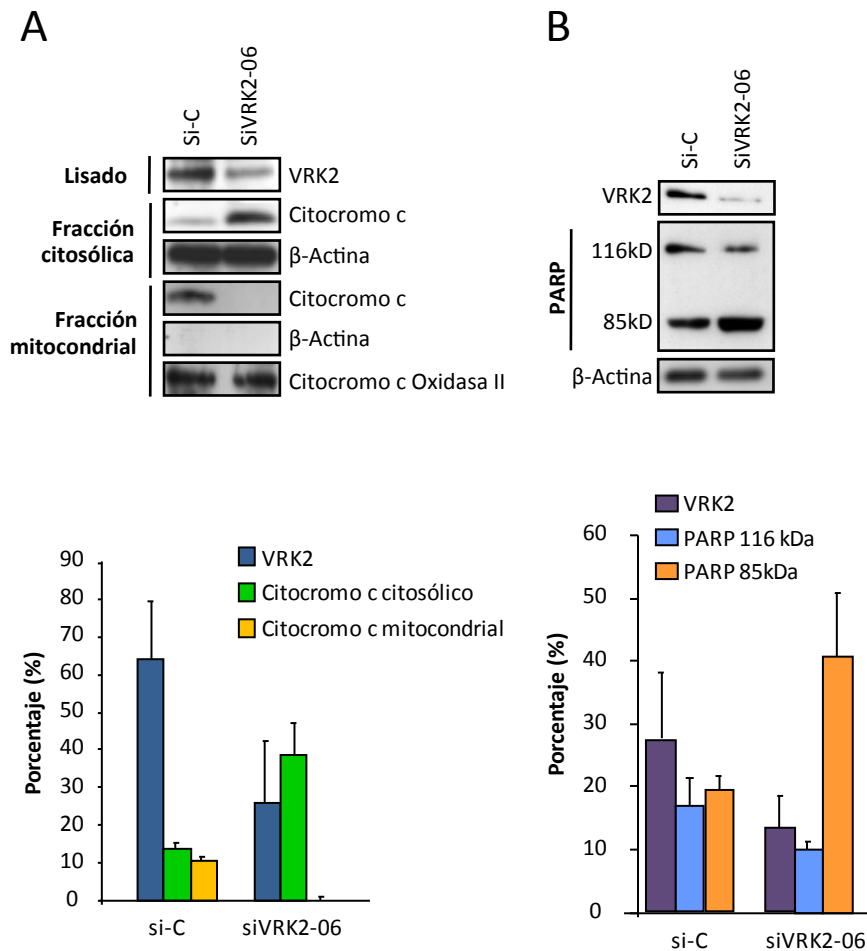 A
Si-C
SiVRK2-06
Lisado
VRK2
Fracción
citosólica
Citocromo c
β-Actina
Fracción
mitocondrial
Citocromo c
β-Actina
Citocromo c Oxidasa II
B
Si-C
SiVRK2-06
VRK2
PARP
116kD
85kD
β-Actina
VRK2
Citocromo c citosólico
Citocromo c mitocondrial
Porcentaje (%)
90
80
70
60
50
40
30
20
10
0
si-C
siVRK2-06
VRK2
PARP 116 kDa
PARP 85kDa
Porcentaje (%)
60
50
40
30
20
10
0
si-C
siVRK2-06